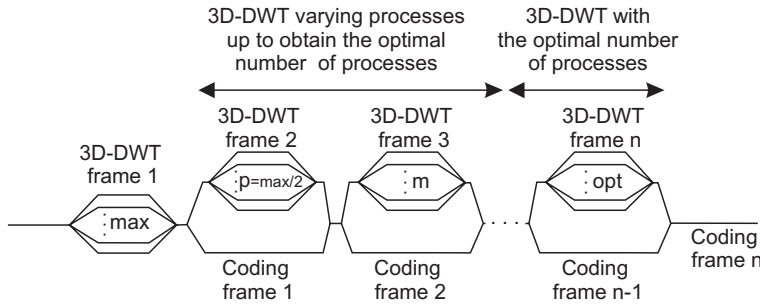 3D-DWT varying processes
up to obtain the optimal
number of processes
3D-DWT with
the optimal number
of processes
3D-DWT
frame 1
3D-DWT
frame 2
3D-DWT
frame 3
3D-DWT
frame n
max
p=max/2
m
. . . . .
opt
Coding
frame 1
Coding
frame 2
Coding
frame n-1
Coding
frame n